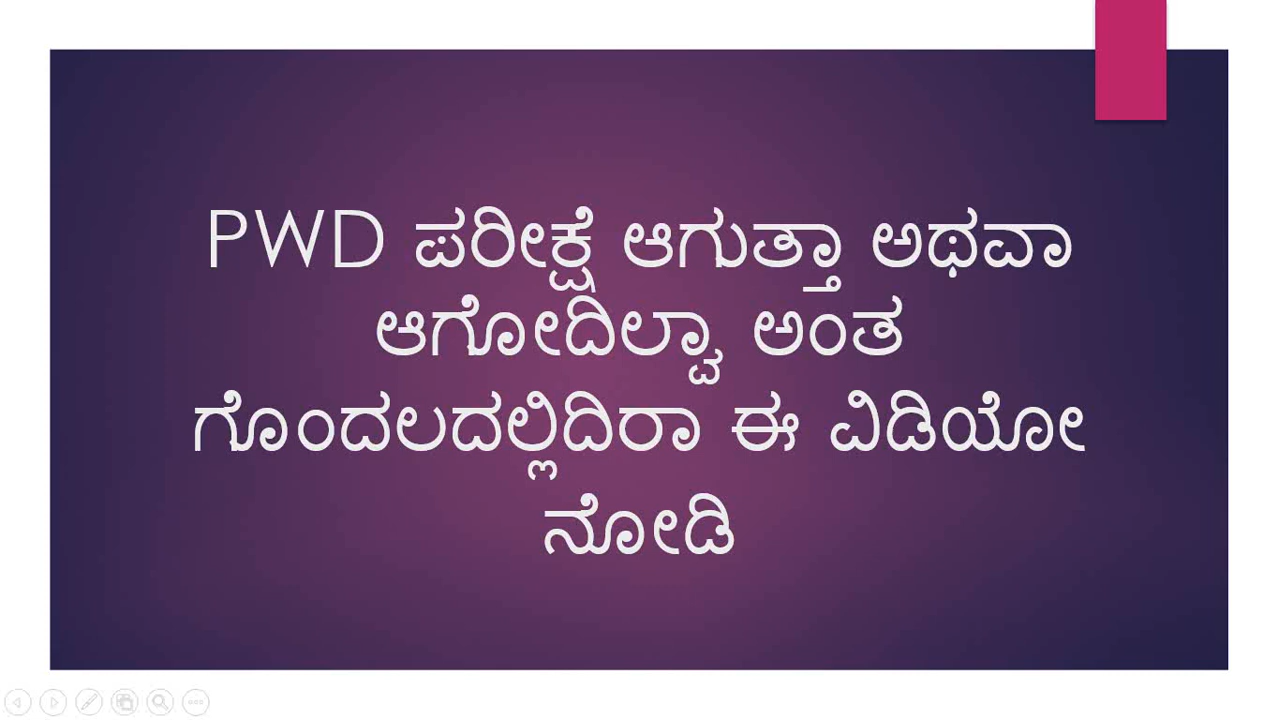 PWD ಪರೀಕ್ಷೆ ಆಗುತ್ತಾ ಅಥವಾ
ಆಗೋದಿಲ್ವಾ ಅಂತ
ಗೊಂದಲದಲ್ಲಿದಿರಾ ಈ ವಿಡಿಯೋ
ನೋಡಿ